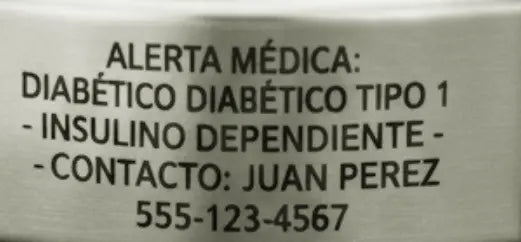 ALERTA MÉDICA:
DIABÉTICO DIABÉTICO TIPO 1
- INSULINO DEPENDIENTE -
- CONTACTO: JUAN PEREZ
555-123-4567